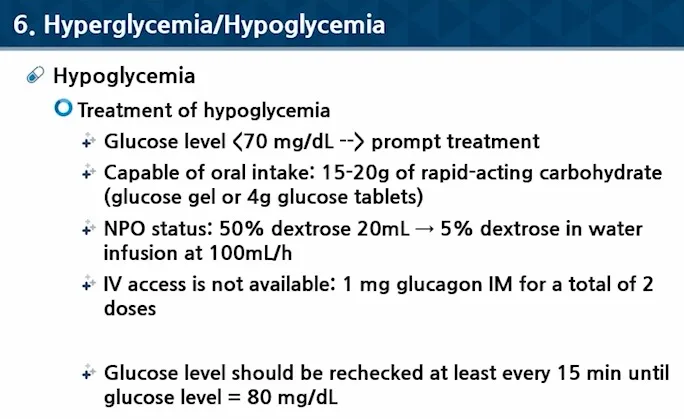 6. Hyperglycemia/Hypoglycemia
Hypoglycemia
Treatment of hypoglycemia
Glucose level <70 mg/dL --> prompt treatment
Capable of oral intake: 15-20g of rapid-acting carbohydrate
(glucose gel or 4g glucose tablets)
NPO status: 50% dextrose 20mL → 5% dextrose in water
infusion at 100mL/h
IV access is not available: 1 mg glucagon IM for a total of 2
doses
Glucose level should be rechecked at least every 15 min until
glucose level = 80 mg/dL